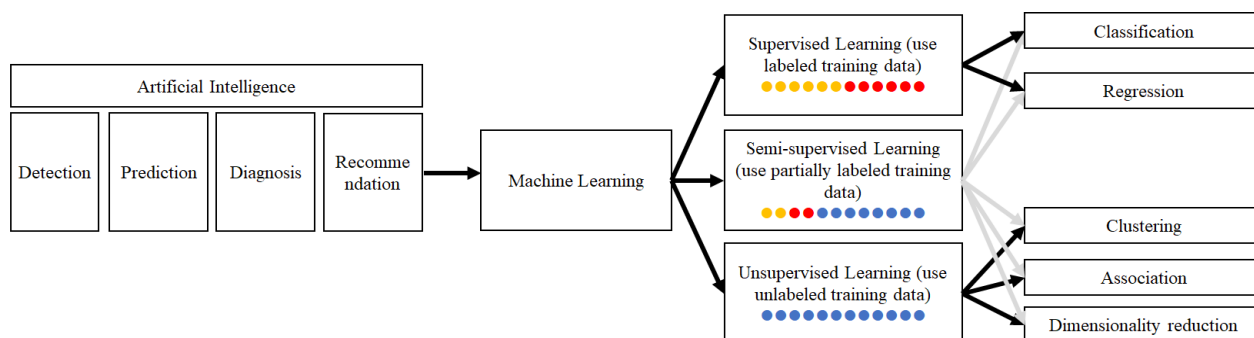 Artificial Intelligence
Detection
Prediction
Diagnosis
Recomme
ndation
Machine Learning
Supervised Learning (use
labeled training data)
Semi-supervised Learning
(use partially labeled training
data)
Unsupervised Learning (use
unlabeled training data)
Classification
Regression
Clustering
Association
Dimensionality reduction